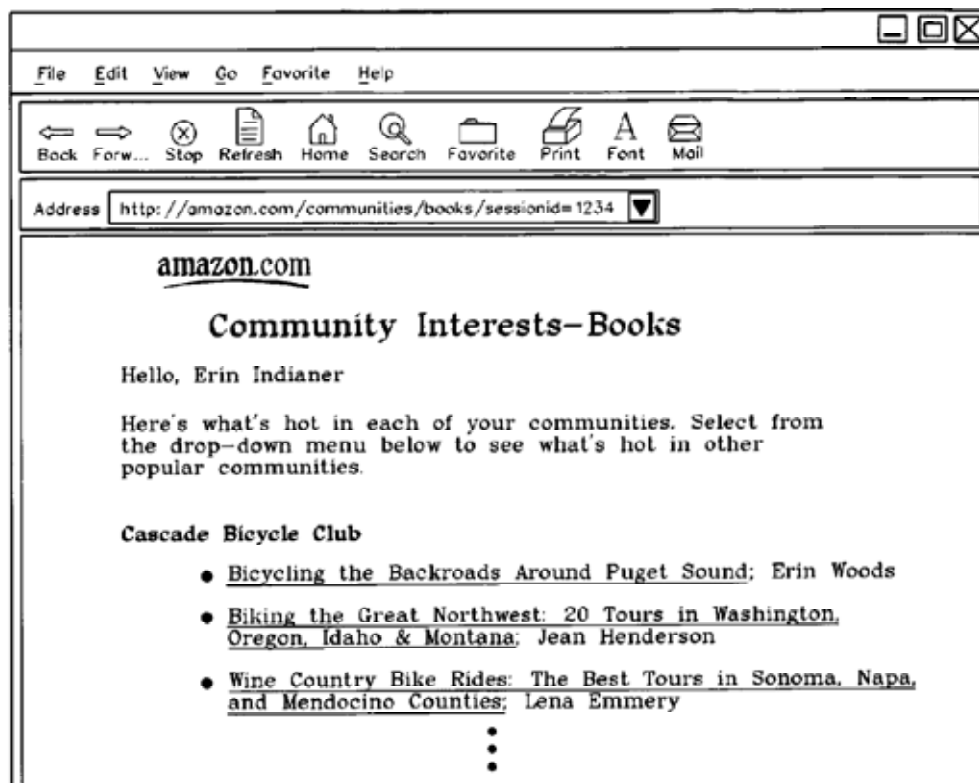 File Edit View Go Favorite Help
Back Forw... Stop Refresh Home Search Favorite Print Font Mail
Address http://amazon.com/communities/books/sessionid=1234
amazon.com
Community Interests-Books
Hello, Erin Indianer
Here's what's hot in each of your communities. Select from
the drop-down menu below to see what's hot in other
popular communities.
Cascade Bicycle Club
• Bicycling the Backroads Around Puget Sound; Erin Woods
• Biking the Great Northwest: 20 Tours in Washington,
Oregon, Idaho & Montana; Jean Henderson
• Wine Country Bike Rides: The Best Tours in Sonoma, Napa,
and Mendocino Counties; Lena Emmery